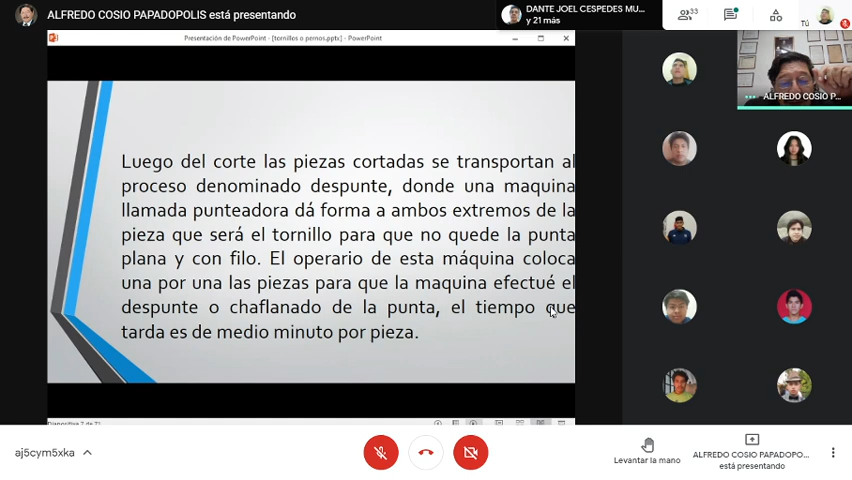 ALFREDO COSIO PAPADOPOLIS está presentando
DANTE JOEL CESPEDES MU...
y 21 más
33
Tú
Presentación de PowerPoint - [tornillos o pernos.pptx] - PowerPoint
ALFREDO COSIO P...
Luego del corte las piezas cortadas se transportan al
proceso denominado despunte, donde una maquina
llamada punteadora dá forma a ambos extremos de la
pieza que será el tornillo para que no quede la punta
plana y con filo. El operario de esta máquina coloca
una por una las piezas para que la maquina efectué el
despunte o chaflanado de la punta, el tiempo que
tarda es de medio minuto por pieza.
Diapositiva 7 de 71
aj5cym5xka
Levantar la mano
ALFREDO COSIO PAPADOPO...
está presentando